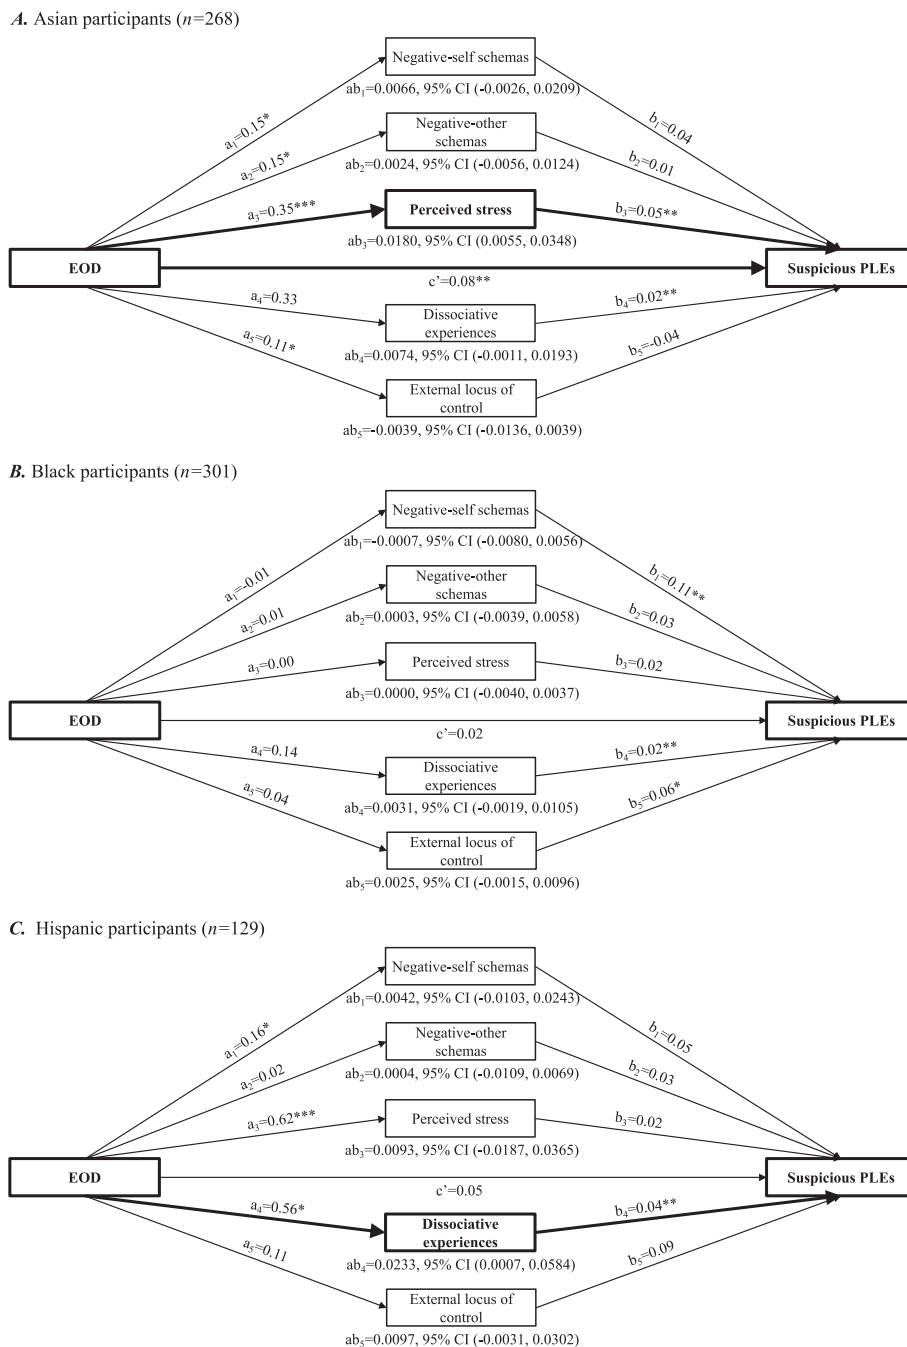 A. Asian participants (n=268)
Negative-self schemas
ab1=0.0066, 95% CI (-0.0026, 0.0209)
a1=0.15*
b1=0.04
Negative-other
schemas
ab2=0.0024, 95% CI (-0.0056, 0.0124)
a2=0.15*
b2=0.01
Perceived stress
ab3=0.0180, 95% CI (0.0055, 0.0348)
a3=0.35***
b3=0.05**
EOD
Suspicious PLEs
c'=0.08**
a4=0.33
b4=0.02**
Dissociative
experiences
ab4=0.0074, 95% CI (-0.0011, 0.0193)
a5=0.11*
b5=-0.04
External locus of
control
ab5=-0.0039, 95% CI (-0.0136, 0.0039)
B. Black participants (n=301)
Negative-self schemas
ab1=-0.0007, 95% CI (-0.0080, 0.0056)
a1=-0.01
b1=0.11**
Negative-other
schemas
ab2=0.0003, 95% CI (-0.0039, 0.0058)
a2=0.01
b2=0.03
Perceived stress
ab3=0.0000, 95% CI (-0.0040, 0.0037)
a3=0.00
b3=0.02
EOD
Suspicious PLEs
c'=0.02
a4=0.14
b4=0.02**
Dissociative
experiences
ab4=0.0031, 95% CI (-0.0019, 0.0105)
a5=0.04
b5=0.06*
External locus of
control
ab5=0.0025, 95% CI (-0.0015, 0.0096)
C. Hispanic participants (n=129)
Negative-self schemas
ab1=0.0042, 95% CI (-0.0103, 0.0243)
a1=0.16*
b1=0.05
Negative-other
schemas
ab2=0.0004, 95% CI (-0.0109, 0.0069)
a2=0.02
b2=0.03
Perceived stress
ab3=0.0093, 95% CI (-0.0187, 0.0365)
a3=0.62***
b3=0.02
EOD
Suspicious PLEs
c'=0.05
a4=0.56*
b4=0.04**
Dissociative
experiences
ab4=0.0233, 95% CI (0.0007, 0.0584)
a5=0.11
b5=0.09
External locus of
control
ab5=0.0097, 95% CI (-0.0031, 0.0302)